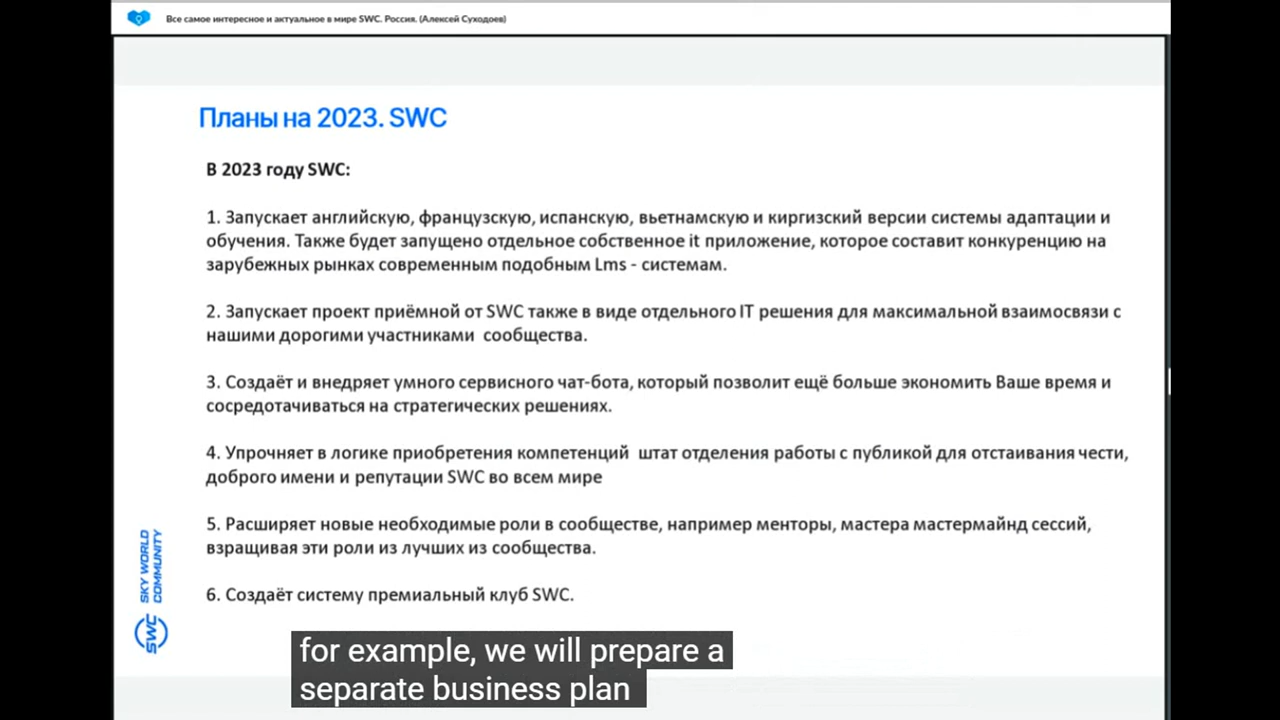 Все самое интересное и актуальное в мире SWC. Россия. (Алексей Суходоев)
Планы на 2023. SWC
В 2023 году SWC:
1. Запускает английскую, французскую, испанскую, вьетнамскую и киргизский версии системы адаптации и
обучения. Также будет запущено отдельное собственное it приложение, которое составит конкуренцию на
зарубежных рынках современным подобным Lms - системам.
2. Запускает проект приёмной от SWC также в виде отдельного IT решения для максимальной взаимосвязи с
нашими дорогими участниками сообщества.
3. Создаёт и внедряет умного сервисного чат-бота, который позволит ещё больше экономить Ваше время и
сосредотачиваться на стратегических решениях.
4. Упрочняет в логике приобретения компетенций штат отделения работы с публикой для отстаивания чести,
доброго имени и репутации SWC во всем мире
5. Расширяет новые необходимые роли в сообществе, например менторы, мастера мастермайнд сессий,
взращивая эти роли из лучших из сообщества.
6. Создаёт систему премиальный клуб SWC.
SWC
SKY WORLD
COMMUNITY
for example, we will prepare a
separate business plan